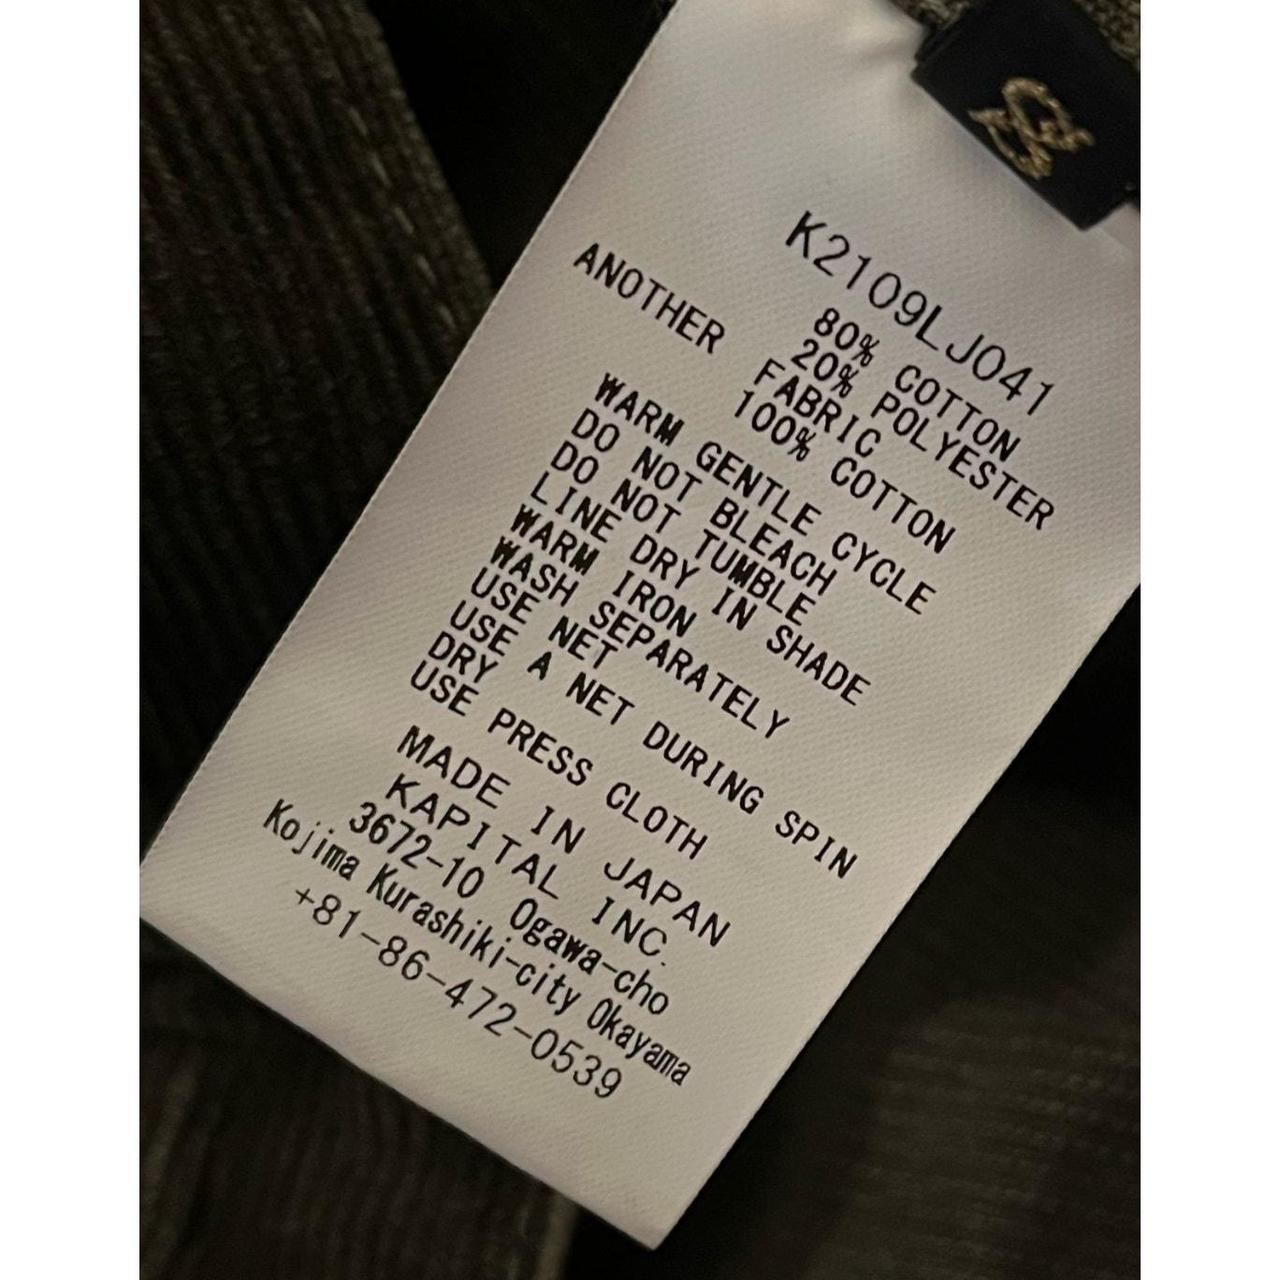 K2109LJ041
80% COTTON
20% POLYESTER
ANOTHER FABRIC
100% COTTON
WARM GENTLE CYCLE
DO NOT BLEACH
DO NOT TUMBLE
LINE DRY IN SHADE
WARM IRON
WASH SEPARATELY
USE NET
USE A NET DURING SPIN
DRY
USE PRESS CLOTH
MADE IN JAPAN
KAPITAL INC.
3672-10 Ogawa-cho
Kojima Kurashiki-city Okayama
+81-86-472-0539